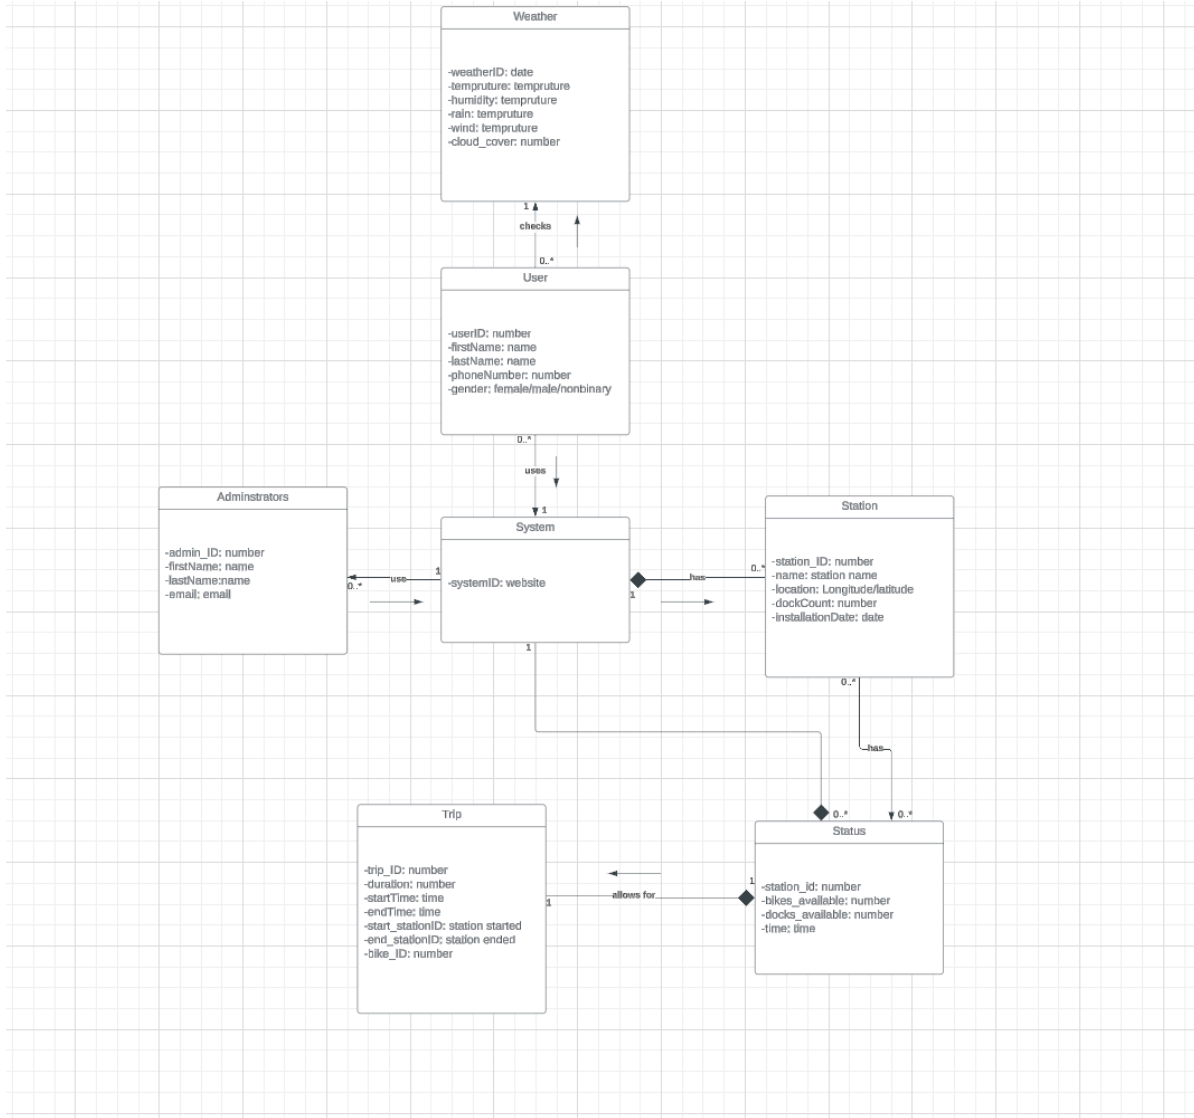 Weather
-weatherID: date
-tempruture: tempruture
-humidity: tempruture
-rain: tempruture
-wind: tempruture
-cloud_cover: number
1
checks
0..*
User
-userID: number
-firstName: name
-lastName: name
-phoneNumber: number
-gender: female/male/nonbinary
0..*
uses
1
Adminstrators
-admin_ID: number
-firstName: name
-lastName:name
-email: email
0..*
use
1
System
-systemID: website
1
has
0..*
1
Station
-station_ID: number
-name: station name
-location: Longitude/latitude
-dockCount: number
-installationDate: date
0..*
has
0..*
0..*
Trip
-trip_ID: number
-duration: number
-startTime: time
-endTime: time
-start_stationID: station started
-end_stationID: station ended
-bike_ID: number
1
allows for
1
Status
-station_id: number
-bikes_available: number
-docks_available: number
-time: time